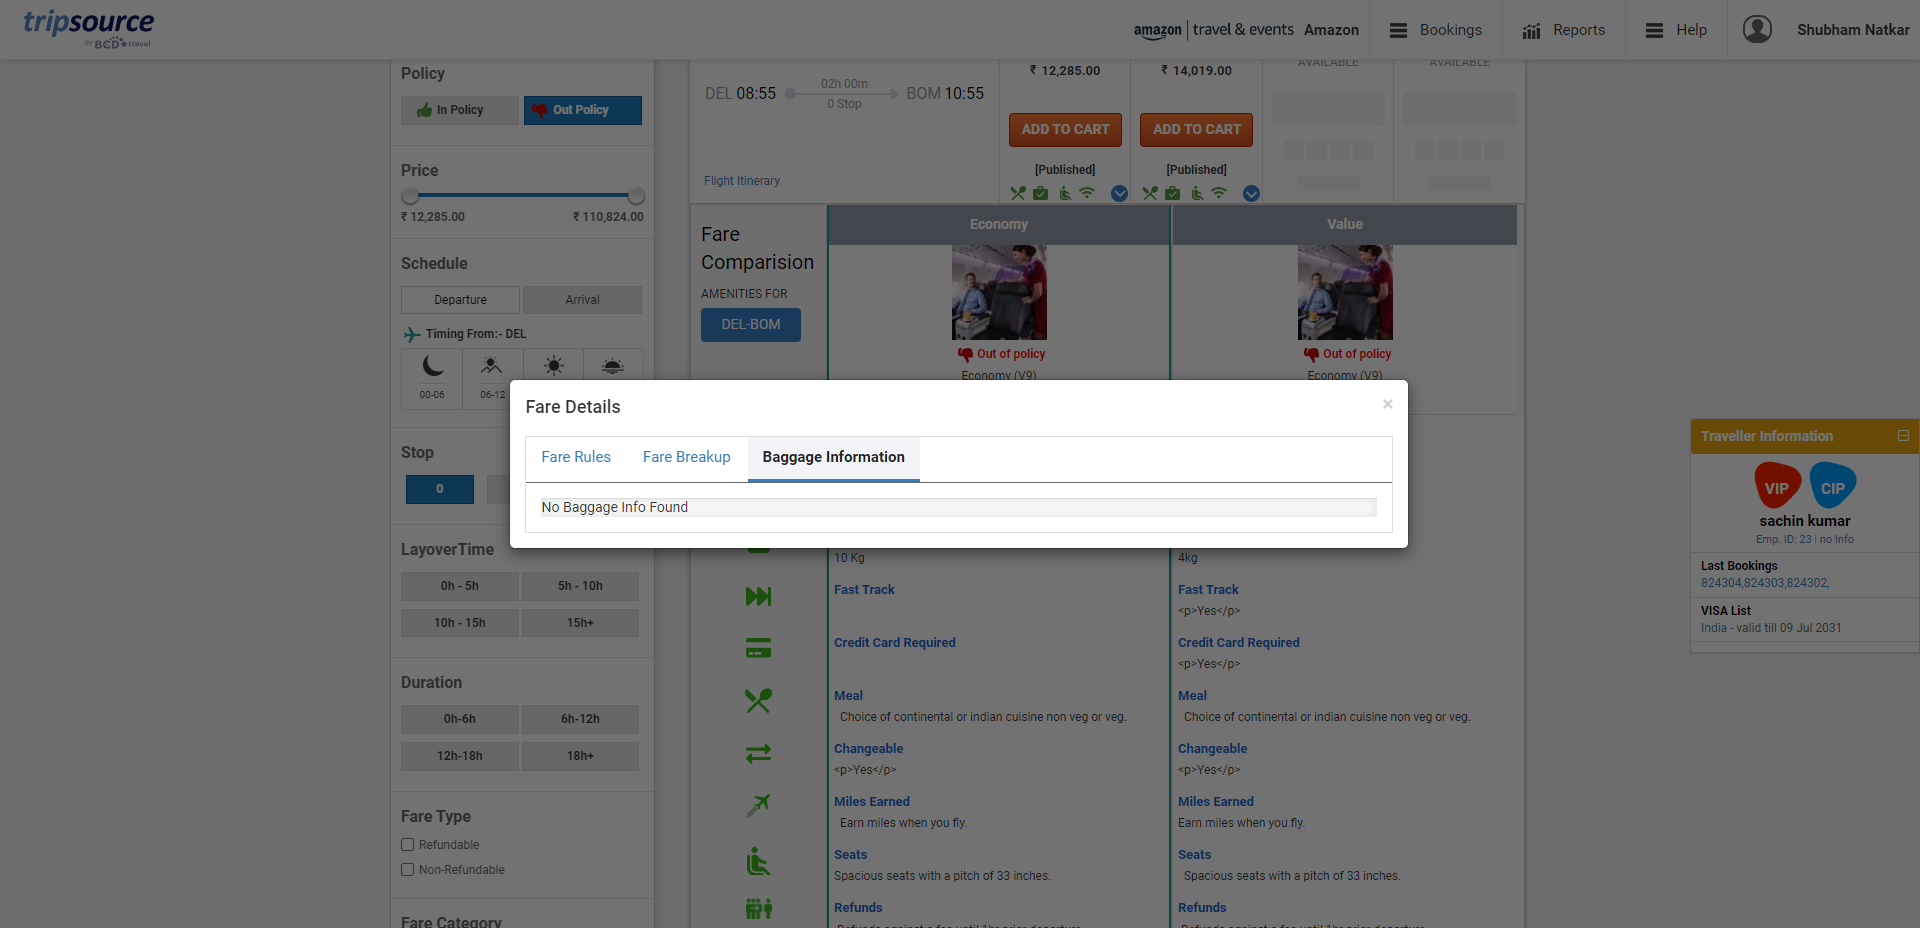 tripsource
by BCD travel
amazon travel & events Amazon
Bookings
Reports
Help
Shubham Natkar
Policy
In Policy
Out Policy
Price
₹ 12,285.00
₹ 110,824.00
Schedule
Departure
Arrival
Timing From:- DEL
00-06
06-12
Stop
0
LayoverTime
0h - 5h
5h - 10h
10h - 15h
15h+
Duration
0h-6h
6h-12h
12h-18h
18h+
Fare Type
Refundable
Non-Refundable
Fare Category
DEL 08:55
02h 00m
0 Stop
BOM 10:55
Flight Itinerary
₹ 12,285.00
ADD TO CART
[Published]
₹ 14,019.00
ADD TO CART
[Published]
AVAILABLE
AVAILABLE
Fare
Comparision
AMENITIES FOR
DEL-BOM
Economy
Out of policy
Economy (V9)
Value
Out of policy
Economy (V9)
Fare Details
×
Fare Rules
Fare Breakup
Baggage Information
No Baggage Info Found
10 Kg
4kg
Fast Track
Fast Track
<p>Yes</p>
Credit Card Required
Credit Card Required
<p>Yes</p>
Meal
Choice of continental or indian cuisine non veg or veg.
Meal
Choice of continental or indian cuisine non veg or veg.
Changeable
<p>Yes</p>
Changeable
<p>Yes</p>
Miles Earned
Earn miles when you fly.
Miles Earned
Earn miles when you fly.
Seats
Spacious seats with a pitch of 33 inches.
Seats
Spacious seats with a pitch of 33 inches.
Refunds
Refunds
Traveller Information
VIP
CIP
sachin kumar
Emp. ID: 23 | no Info
Last Bookings
824304,824303,824302,
VISA List
India - valid till 09 Jul 2031